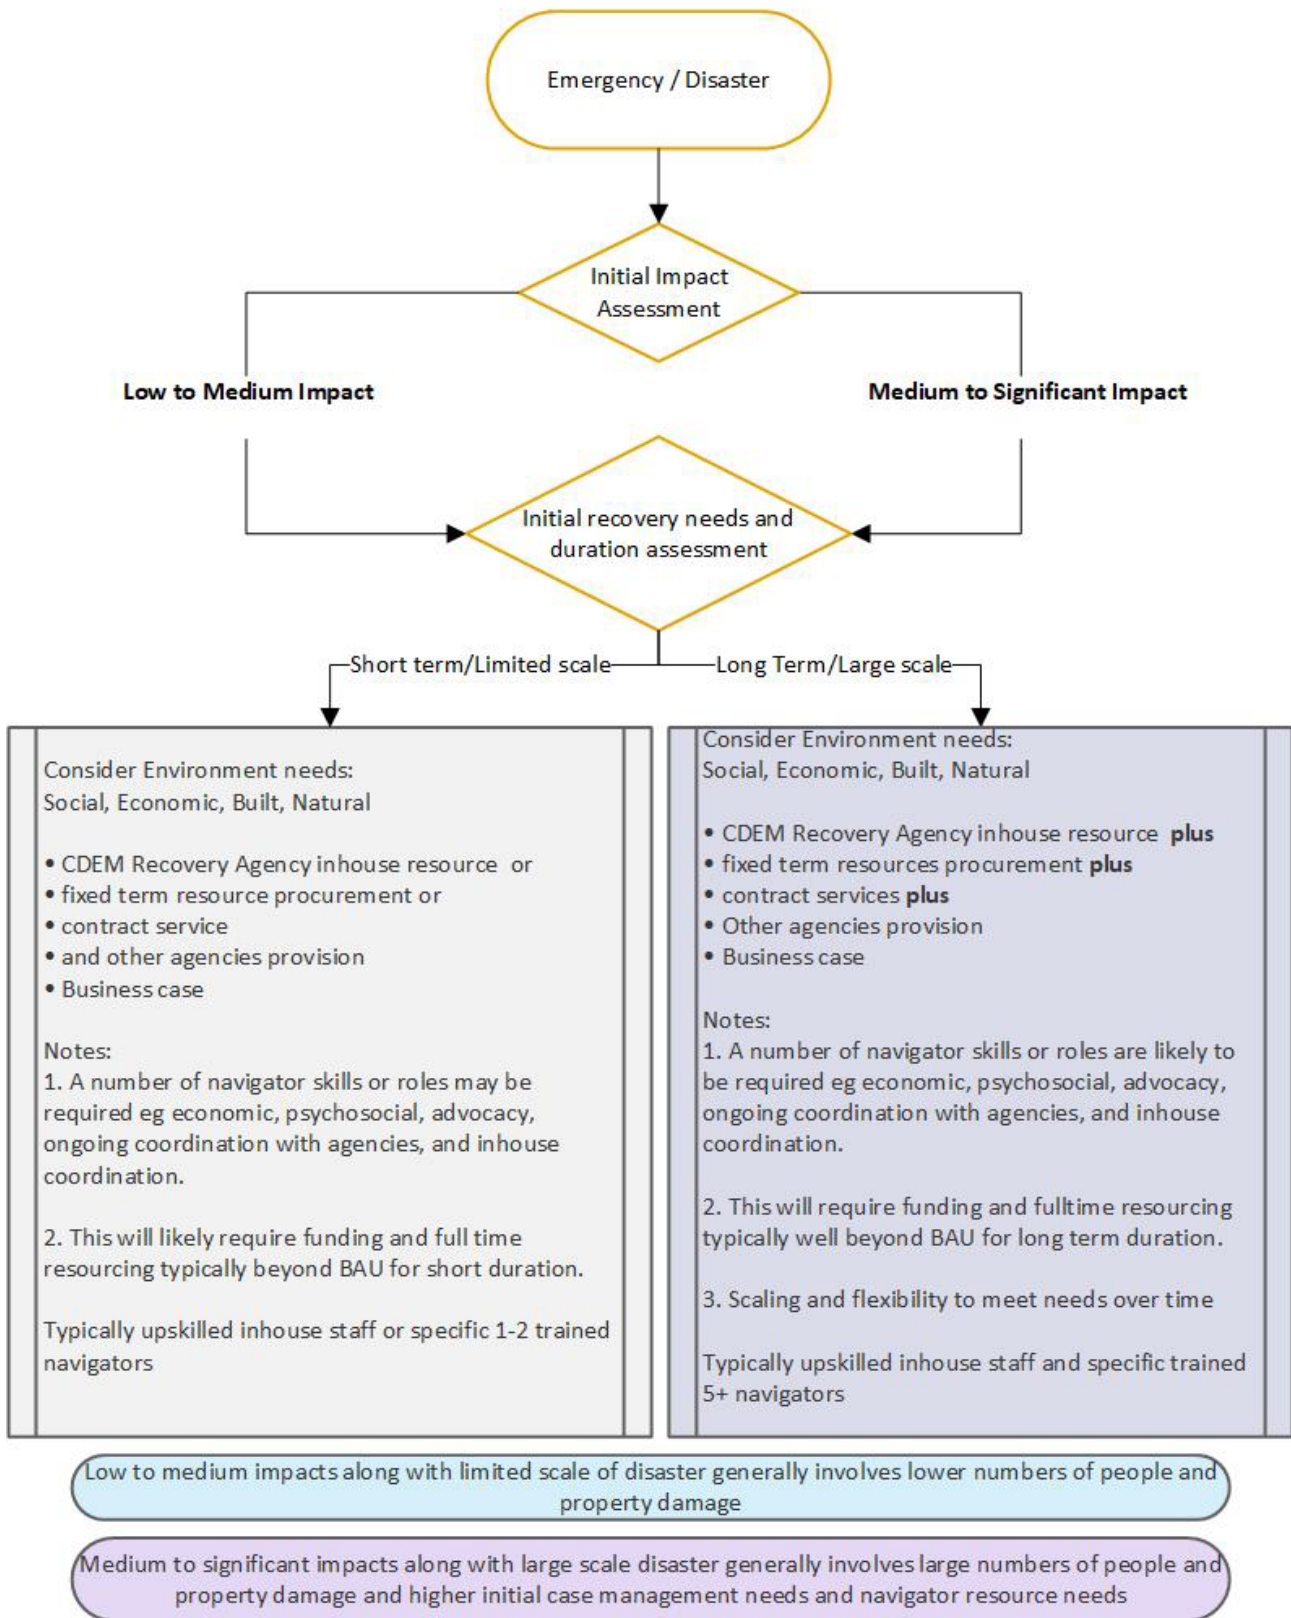 Emergency / Disaster
Initial Impact
Assessment
Low to Medium Impact
Medium to Significant Impact
Initial recovery needs and
duration assessment
Short term/Limited scale
Long Term/Large scale
Consider Environment needs:
Social, Economic, Built, Natural
• CDEM Recovery Agency inhouse resource or
• fixed term resource procurement or
• contract service
• and other agencies provision
• Business case
Notes:
1. A number of navigator skills or roles may be
required eg economic, psychosocial, advocacy,
ongoing coordination with agencies, and inhouse
coordination.
2. This will likely require funding and full time
resourcing typically beyond BAU for short duration.
Typically upskilled inhouse staff or specific 1-2 trained
navigators
Consider Environment needs:
Social, Economic, Built, Natural
• CDEM Recovery Agency inhouse resource plus
• fixed term resources procurement plus
• contract services plus
• Other agencies provision
• Business case
Notes:
1. A number of navigator skills or roles are likely to
be required eg economic, psychosocial, advocacy,
ongoing coordination with agencies, and inhouse
coordination.
2. This will require funding and fulltime resourcing
typically well beyond BAU for long term duration.
3. Scaling and flexibility to meet needs over time
Typically upskilled inhouse staff and specific trained
5+ navigators
Low to medium impacts along with limited scale of disaster generally involves lower numbers of people and
property damage
Medium to significant impacts along with large scale disaster generally involves large numbers of people and
property damage and higher initial case management needs and navigator resource needs